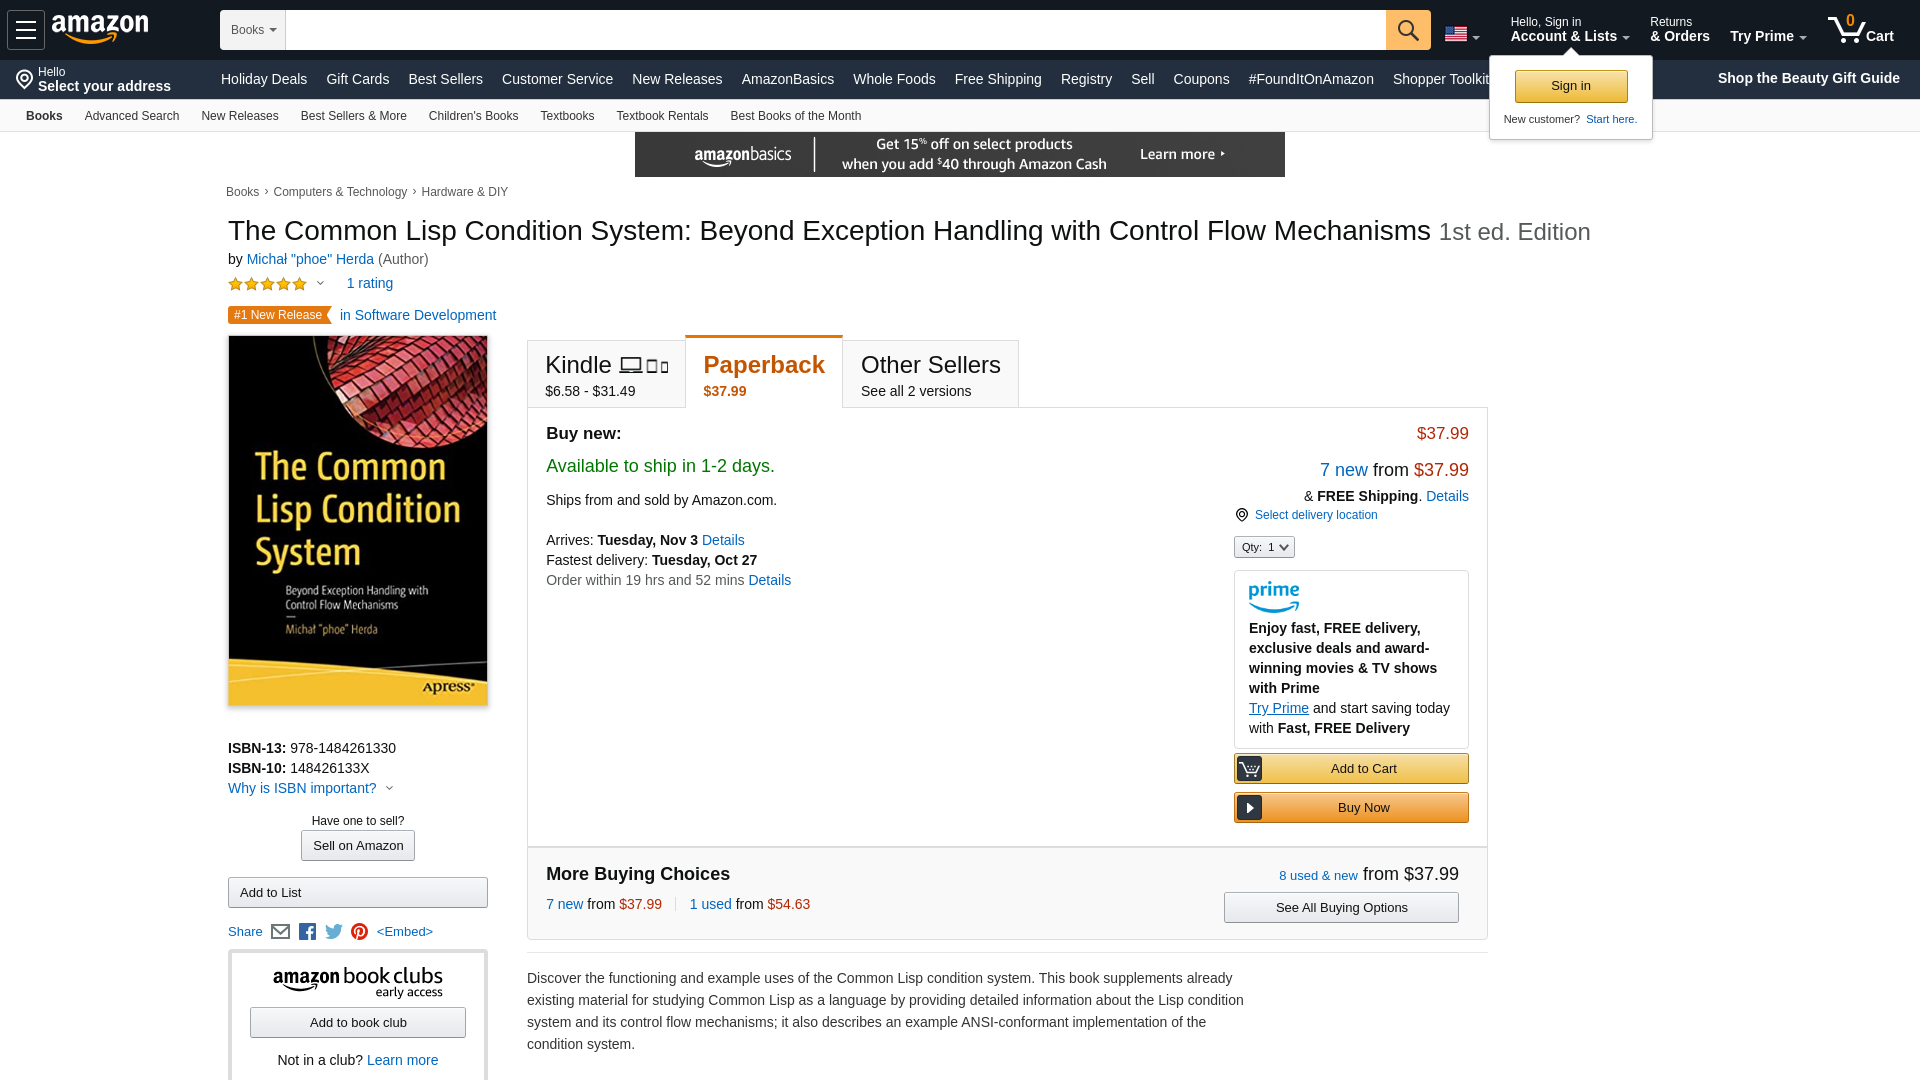 amazon
Books
Hello, Sign in
Account & Lists
Returns
& Orders
Try Prime
0
Cart
Hello
Select your address
Holiday Deals
Gift Cards
Best Sellers
Customer Service
New Releases
AmazonBasics
Whole Foods
Free Shipping
Registry
Sell
Coupons
#FoundItOnAmazon
Shopper Toolkit
Shop the Beauty Gift Guide
Sign in
New customer? Start here.
Books
Advanced Search
New Releases
Best Sellers & More
Children's Books
Textbooks
Textbook Rentals
Best Books of the Month
amazonbasics
Get 15% off on select products
when you add $40 through Amazon Cash
Learn more
Books › Computers & Technology › Hardware & DIY
The Common Lisp Condition System: Beyond Exception Handling with Control Flow Mechanisms 1st ed. Edition
by Michał "phoe" Herda (Author)
1 rating
#1 New Release in Software Development
The Common
Lisp Condition
System
Beyond Exception Handling with
Control Flow Mechanisms
—
Michał "phoe" Herda
Apress®
ISBN-13: 978-1484261330
ISBN-10: 148426133X
Why is ISBN important?
Have one to sell?
Sell on Amazon
Add to List
Share
<Embed>
amazon book clubs
early access
Add to book club
Not in a club? Learn more
Kindle
$6.58 - $31.49
Paperback
$37.99
Other Sellers
See all 2 versions
Buy new:
$37.99
Available to ship in 1-2 days.
7 new from $37.99
Ships from and sold by Amazon.com.
& FREE Shipping. Details
Select delivery location
Arrives: Tuesday, Nov 3 Details
Fastest delivery: Tuesday, Oct 27
Order within 19 hrs and 52 mins Details
Qty: 1
prime
Enjoy fast, FREE delivery,
exclusive deals and award-
winning movies & TV shows
with Prime
Try Prime and start saving today
with Fast, FREE Delivery
Add to Cart
Buy Now
More Buying Choices
8 used & new from $37.99
7 new from $37.99
1 used from $54.63
See All Buying Options
Discover the functioning and example uses of the Common Lisp condition system. This book supplements already
existing material for studying Common Lisp as a language by providing detailed information about the Lisp condition
system and its control flow mechanisms; it also describes an example ANSI-conformant implementation of the
condition system.